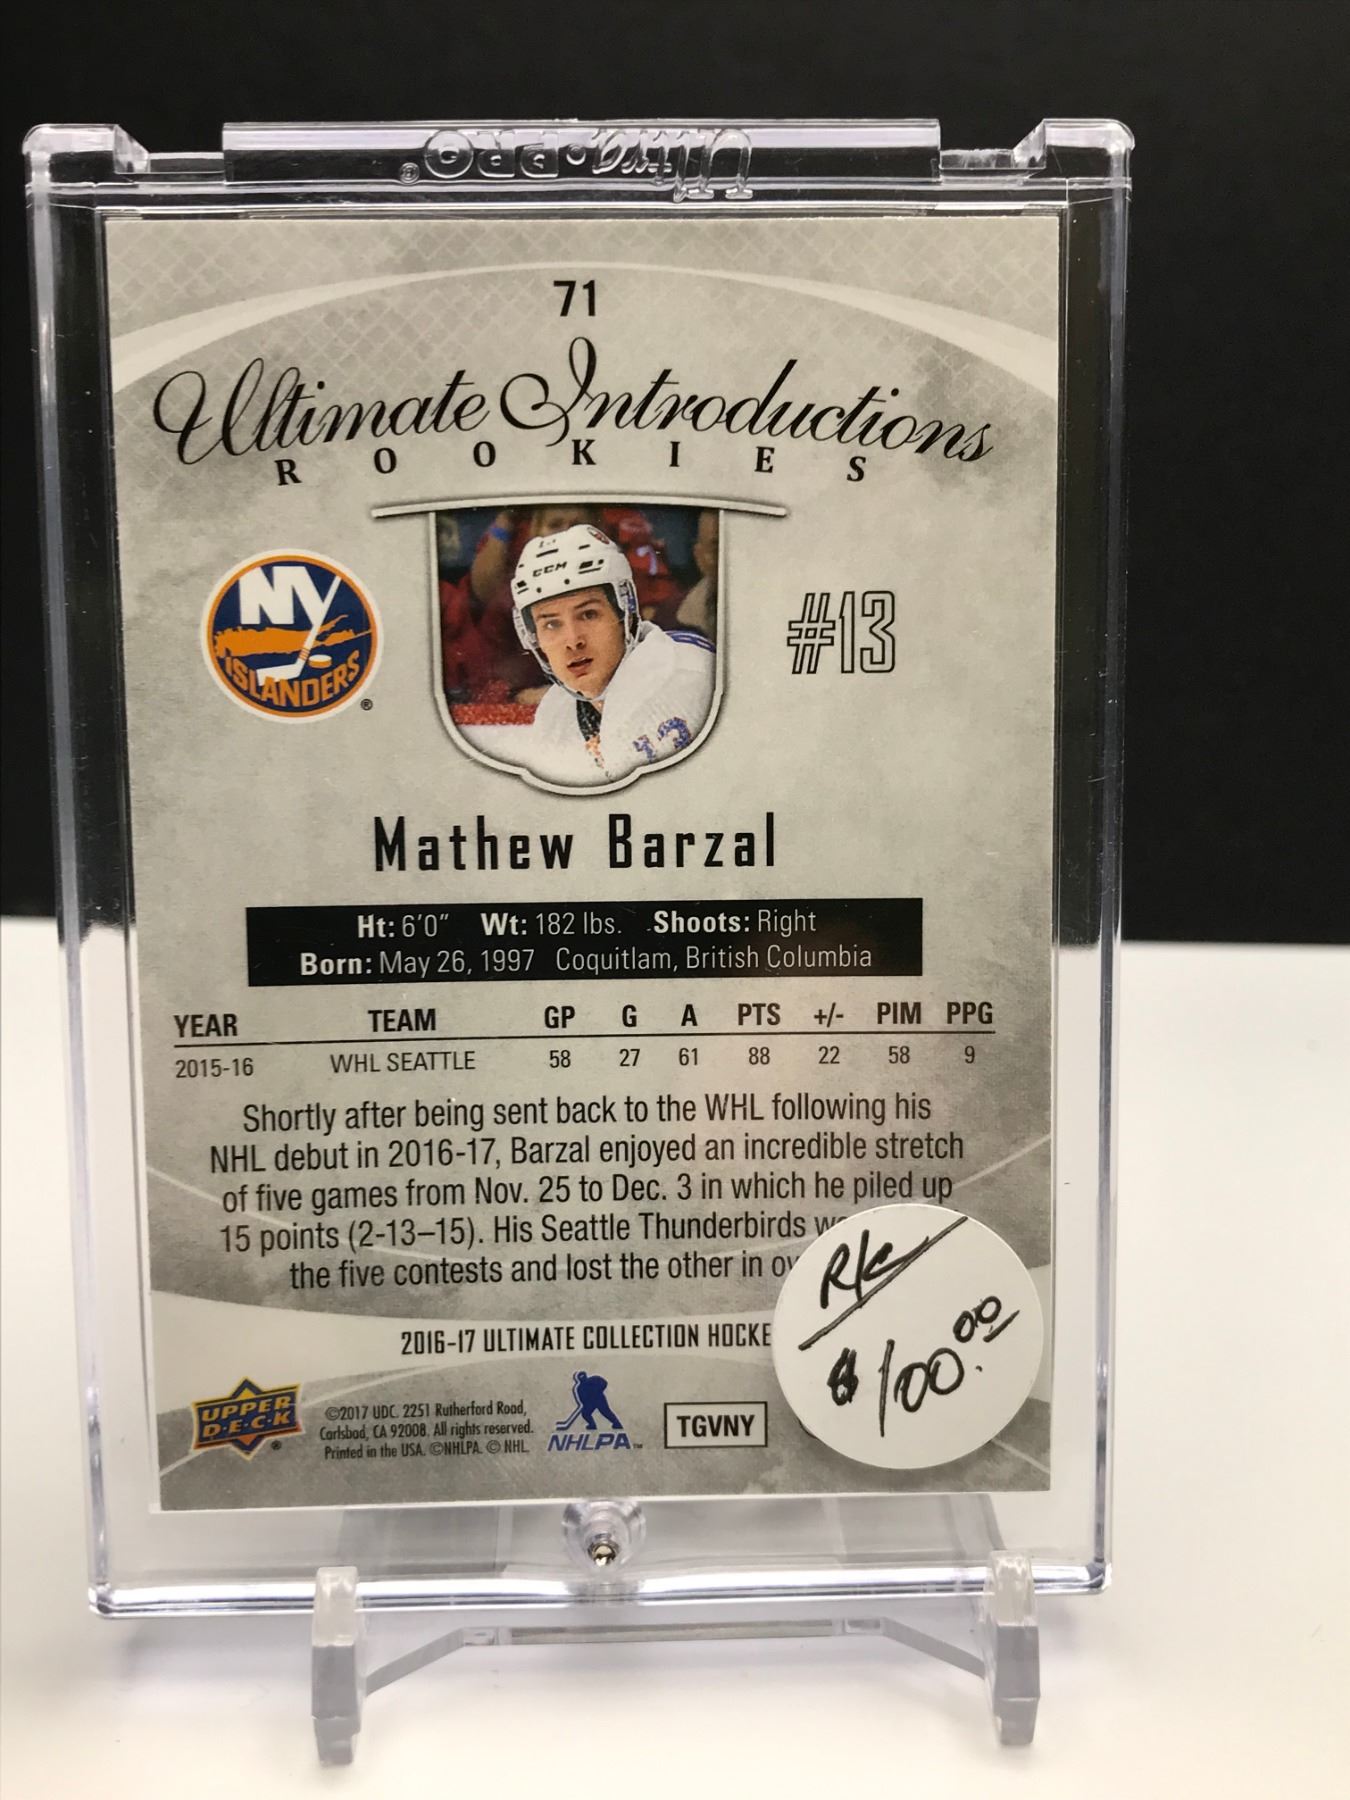 Ultra•PRO®
71
Ultimate Introductions
ROOKIES
CCM
NY
ISLANDERS
®
#13
13
Mathew Barzal
Ht: 6'0" Wt: 182 lbs. Shoots: Right
Born: May 26, 1997 Coquitlam, British Columbia
YEAR TEAM GP G A PTS +/- PIM PPG
2015-16 WHL SEATTLE 58 27 61 88 22 58 9
Shortly after being sent back to the WHL following his
NHL debut in 2016-17, Barzal enjoyed an incredible stretch
of five games from Nov. 25 to Dec. 3 in which he piled up
15 points (2-13–15). His Seattle Thunderbirds
the five contests and lost the other in
2016-17 ULTIMATE COLLECTION HOCKE
UPPER
D•E•C•K
®
©2017 UDC. 2251 Rutherford Road,
Carlsbad, CA 92008. All rights reserved.
Printed in the USA. ©NHLPA. © NHL.
NHLPA™
TGVNY
R/C
$100.00